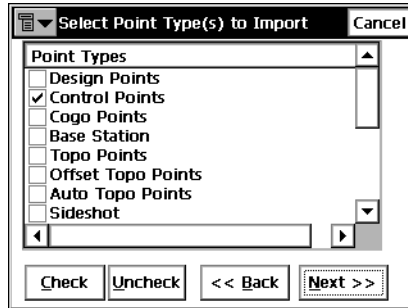 Select Point Type(s) to Import Cancel
Point Types
Design Points
Control Points
Cogo Points
Base Station
Topo Points
Offset Topo Points
Auto Topo Points
Sideshot
Check Uncheck << Back Next >>